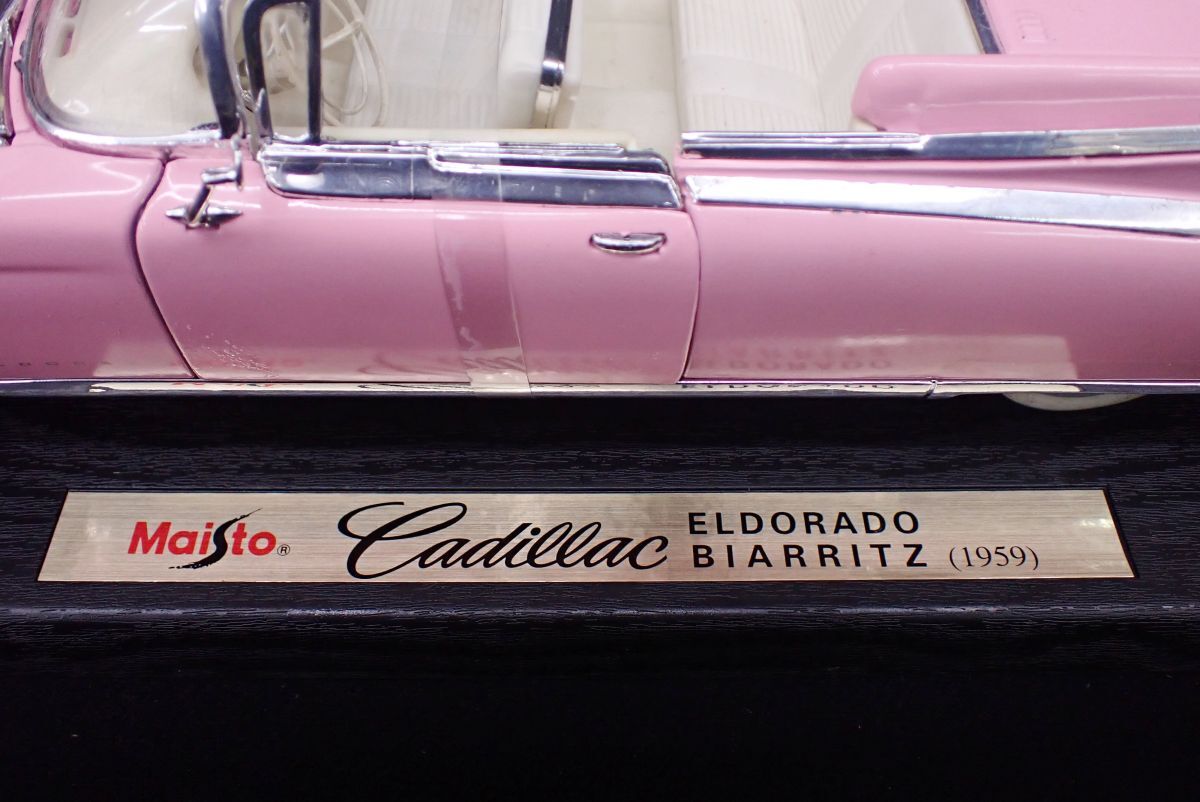 Maisto® Cadillac ELDORADO
BIARRITZ (1959)